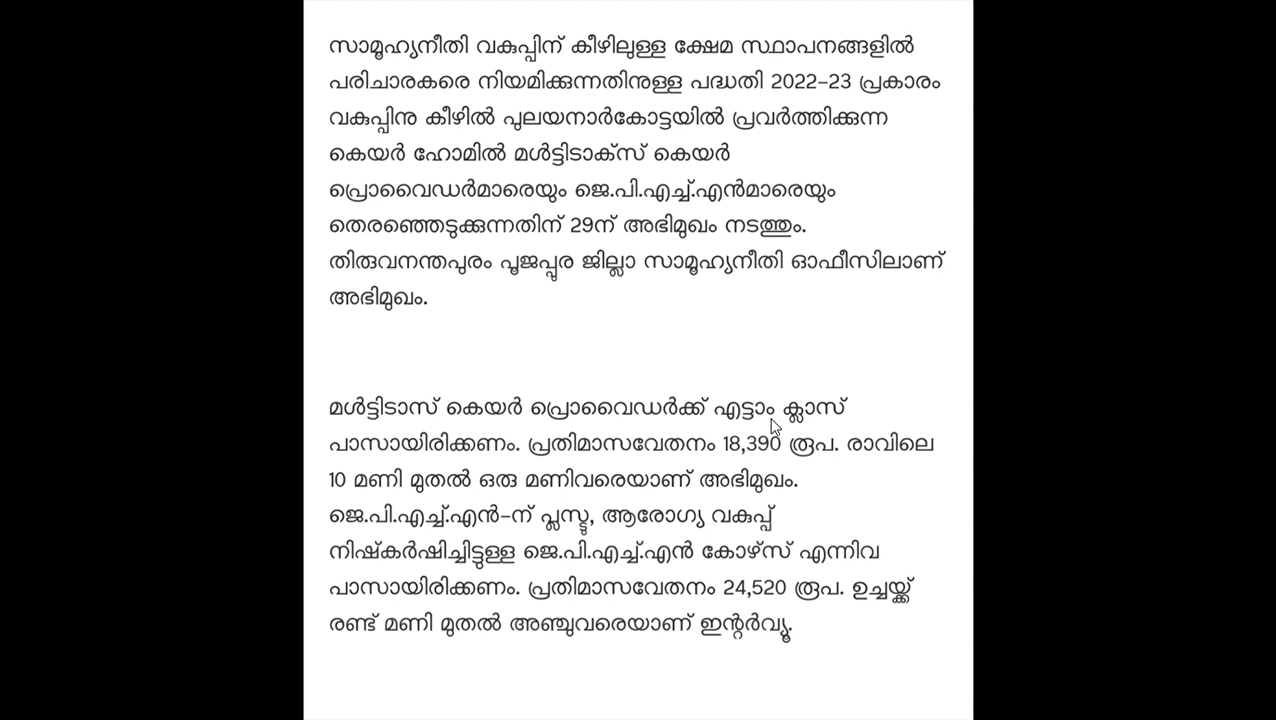 സാമൂഹ്യനീതി വകുപ്പിന് കീഴിലുള്ള ക്ഷേമ സ്ഥാപനങ്ങളിൽ
പരിചാരകരെ നിയമിക്കുന്നതിനുള്ള പദ്ധതി 2022-23 പ്രകാരം
വകുപ്പിനു കീഴിൽ പുലയനാർകോട്ടയിൽ പ്രവർത്തിക്കുന്ന
കെയർ ഹോമിൽ മൾട്ടിടാക്സ് കെയർ
പ്രൊവൈഡർമാരെയും ജെ.പി.എച്ച്.എൻമാരെയും
തെരഞ്ഞെടുക്കുന്നതിന് 29ന് അഭിമുഖം നടത്തും.
തിരുവനന്തപുരം പൂജപ്പുര ജില്ലാ സാമൂഹ്യനീതി ഓഫീസിലാണ്
അഭിമുഖം.
മൾട്ടിടാസ് കെയർ പ്രൊവൈഡർക്ക് എട്ടാം ക്ലാസ്
പാസായിരിക്കണം. പ്രതിമാസവേതനം 18,390 രൂപ. രാവിലെ
10 മണി മുതൽ ഒരു മണിവരെയാണ് അഭിമുഖം.
ജെ.പി.എച്ച്.എൻ-ന് പ്ലസ്ടു, ആരോഗ്യ വകുപ്പ്
നിഷ്കർഷിച്ചിട്ടുള്ള ജെ.പി.എച്ച്.എൻ കോഴ്സ് എന്നിവ
പാസായിരിക്കണം. പ്രതിമാസവേതനം 24,520 രൂപ. ഉച്ചയ്ക്ക്
രണ്ട് മണി മുതൽ അഞ്ചുവരെയാണ് ഇന്റർവ്യൂ.